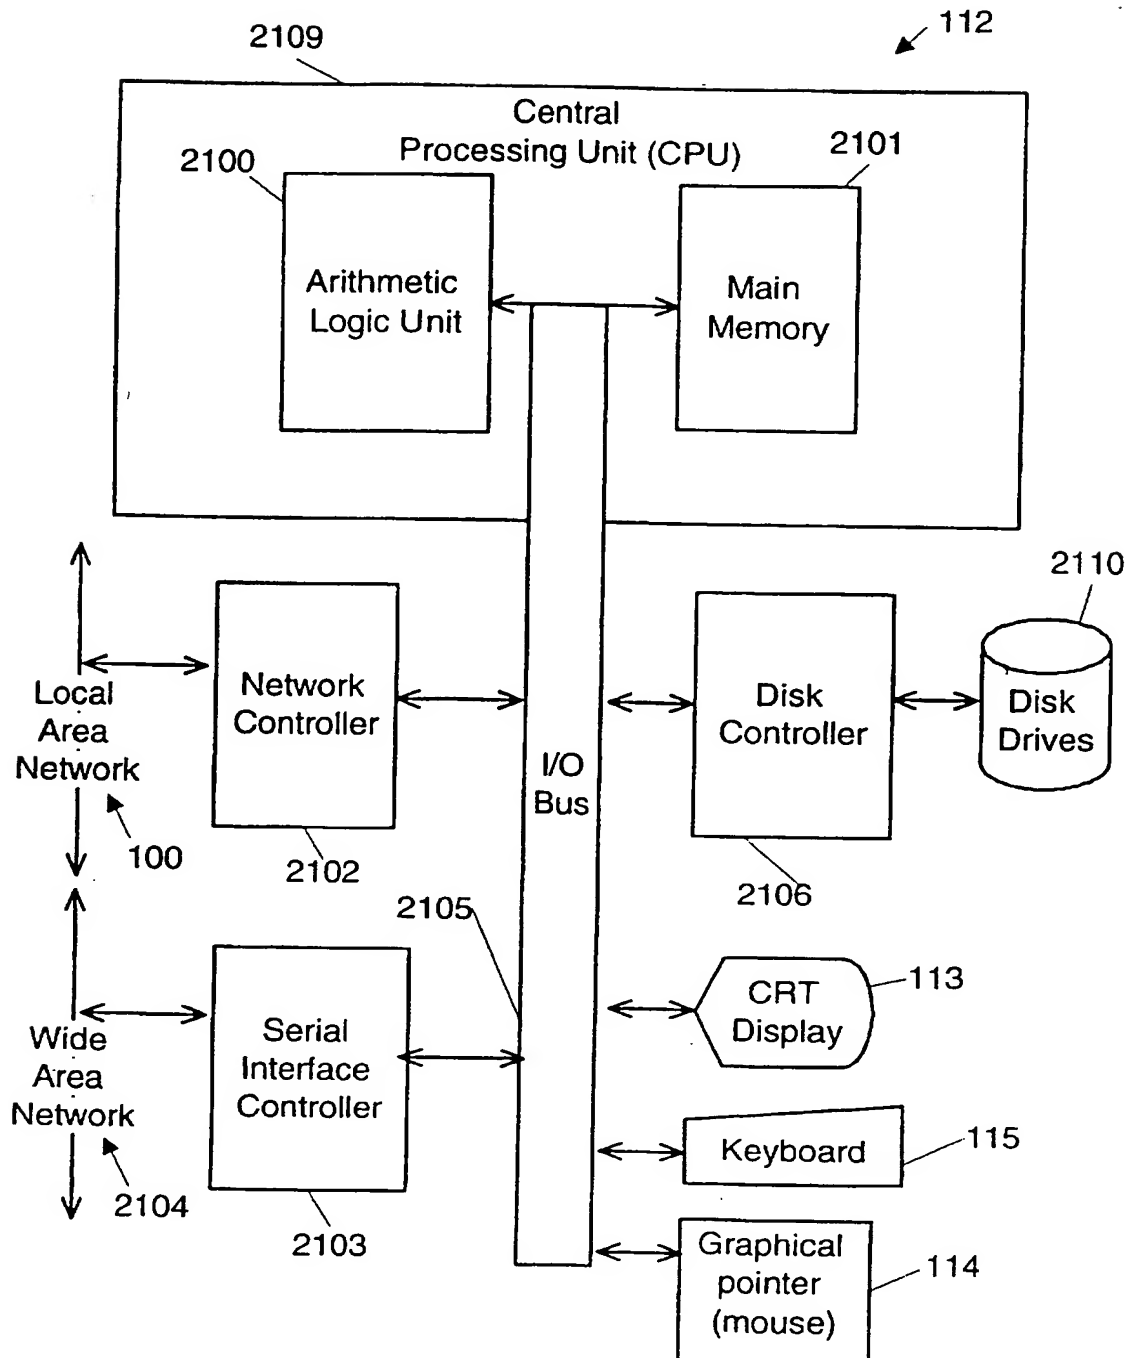 112
2109
Central
Processing Unit (CPU)
2100
2101
Arithmetic
Logic Unit
Main
Memory
2110
Local
Area
Network
100
Network
Controller
2102
I/O
Bus
Disk
Controller
2106
Disk
Drives
2105
Wide
Area
Network
2104
Serial
Interface
Controller
2103
CRT
Display
113
Keyboard
115
Graphical
pointer
(mouse)
114